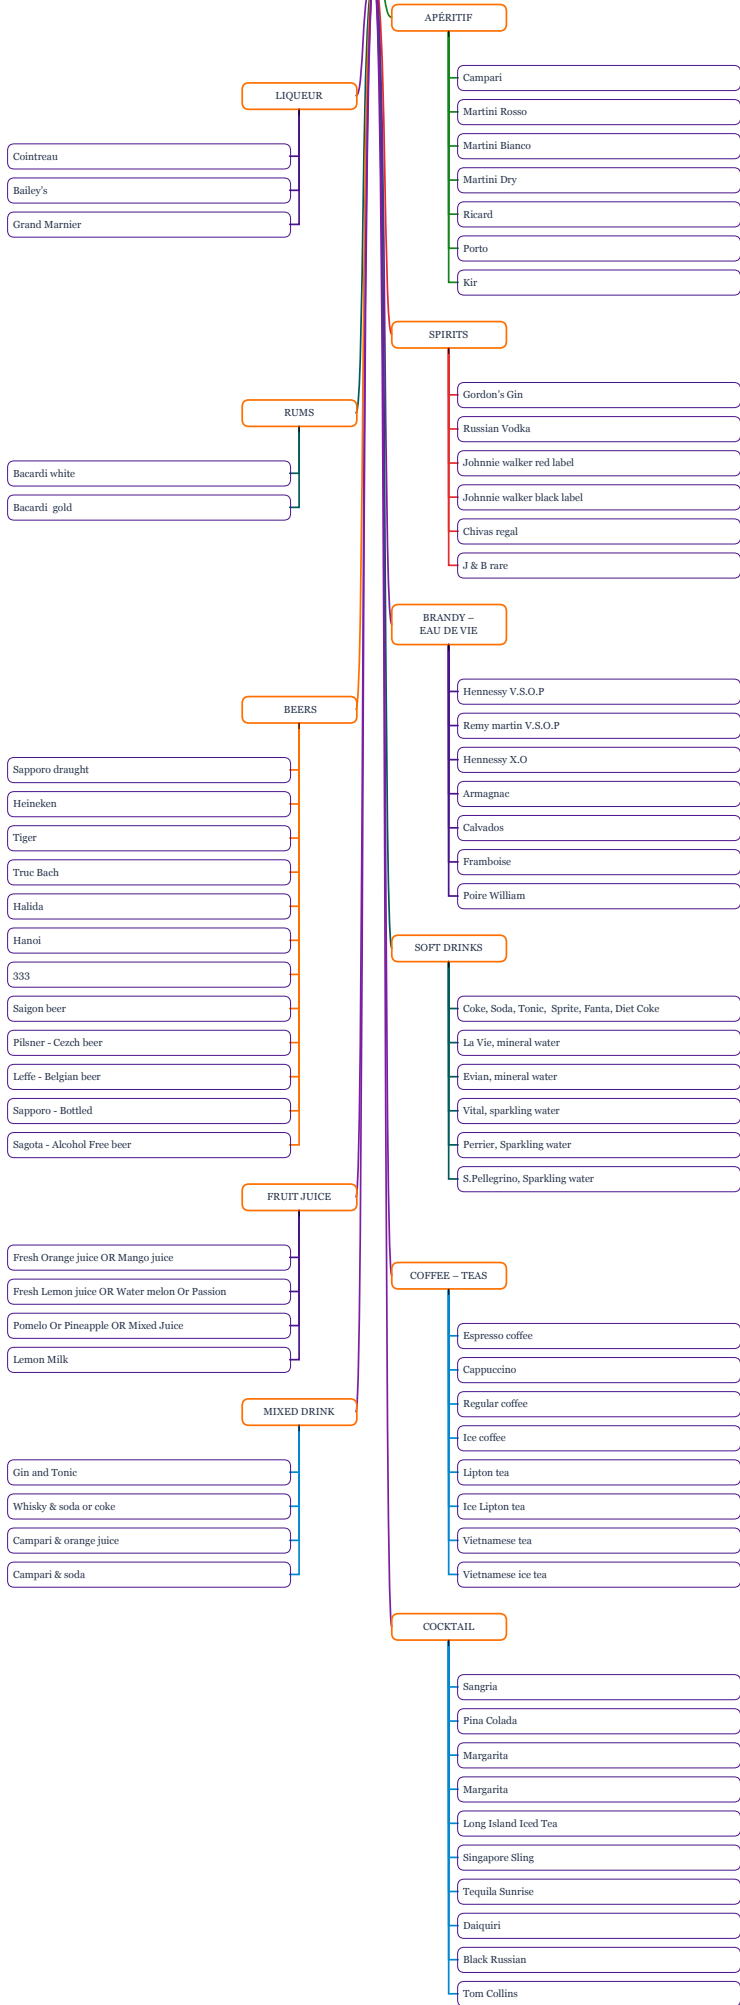 LIQUEUR
Cointreau
Bailey's
Grand Marnier
RUMS
Bacardi white
Bacardi  gold
BEERS
Sapporo draught
Heineken
Tiger
Truc Bach
Halida
Hanoi
333
Saigon beer
Pilsner - Cezch beer
Leffe - Belgian beer
Sapporo - Bottled
Sagota - Alcohol Free beer
FRUIT JUICE
Fresh Orange juice OR Mango juice
Fresh Lemon juice OR Water melon Or Passion
Pomelo Or Pineapple OR Mixed Juice
Lemon Milk
MIXED DRINK
Gin and Tonic
Whisky & soda or coke
Campari & orange juice
Campari & soda
APÉRITIF
Campari
Martini Rosso
Martini Bianco
Martini Dry
Ricard
Porto
Kir
SPIRITS
Gordon's Gin
Russian Vodka
Johnnie walker red label
Johnnie walker black label
Chivas regal
J & B rare
BRANDY –
EAU DE VIE
Hennessy V.S.O.P
Remy martin V.S.O.P
Hennessy X.O
Armagnac
Calvados
Framboise
Poire William
SOFT DRINKS
Coke, Soda, Tonic,  Sprite, Fanta, Diet Coke
La Vie, mineral water
Evian, mineral water
Vital, sparkling water
Perrier, Sparkling water
S.Pellegrino, Sparkling water
COFFEE – TEAS
Espresso coffee
Cappuccino
Regular coffee
Ice coffee
Lipton tea
Ice Lipton tea
Vietnamese tea
Vietnamese ice tea
COCKTAIL
Sangria
Pina Colada
Margarita
Margarita
Long Island Iced Tea
Singapore Sling
Tequila Sunrise
Daiquiri
Black Russian
Tom Collins